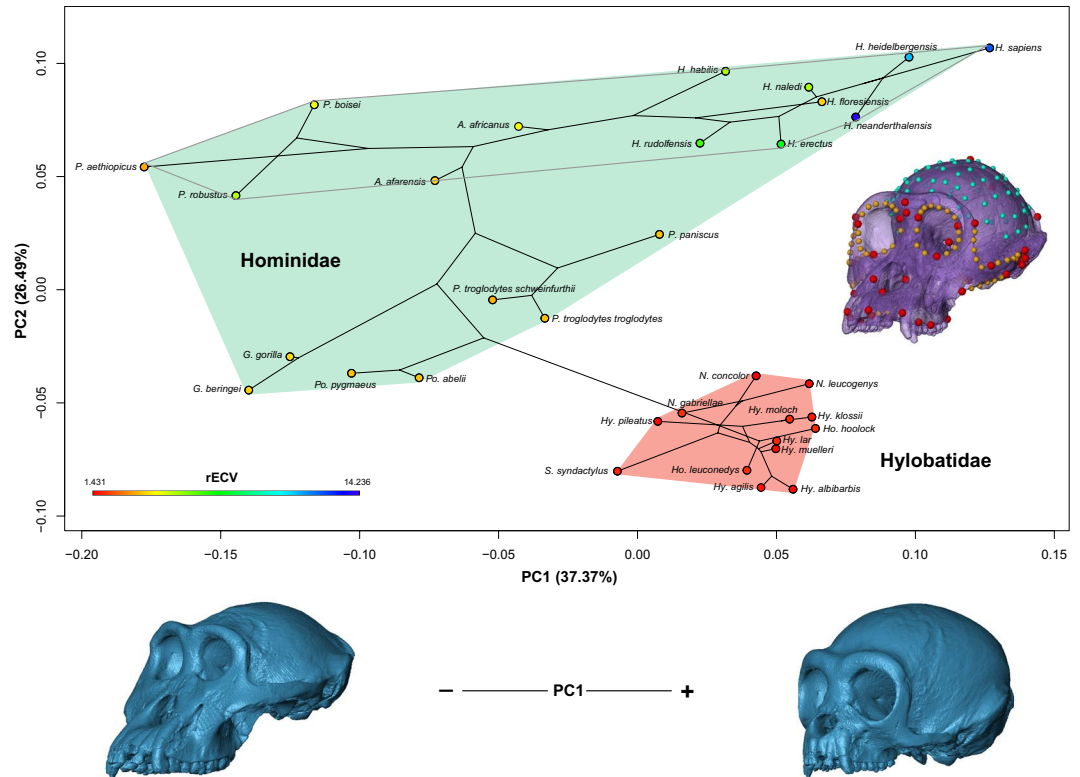 H. heidelbergensis
H. sapiens
H. habilis
H. naledi
H. floresiensis
P. boisei
A. africanus
H. neanderthalensis
H. rudolfensis
H. erectus
P. aethiopicus
A. afarensis
P. robustus
P. paniscus
Hominidae
P. troglodytes schweinfurthii
P. troglodytes troglodytes
G. gorilla
G. beringei
Po. pygmaeus
Po. abelii
N. concolor
N. leucogenys
N. gabriellae
Hy. moloch
Hy. klossii
Hy. pileatus
Ho. hoolock
Hy. lar
Hy. muelleri
S. syndactylus
Ho. leuconedys
Hylobatidae
Hy. agilis
Hy. albibarbis
rECV
1.431
14.236
0.10
0.05
0.00
−0.05
−0.10
PC2 (26.49%)
−0.20
−0.15
−0.10
−0.05
0.00
0.05
0.10
0.15
PC1 (37.37%)
− PC1 +